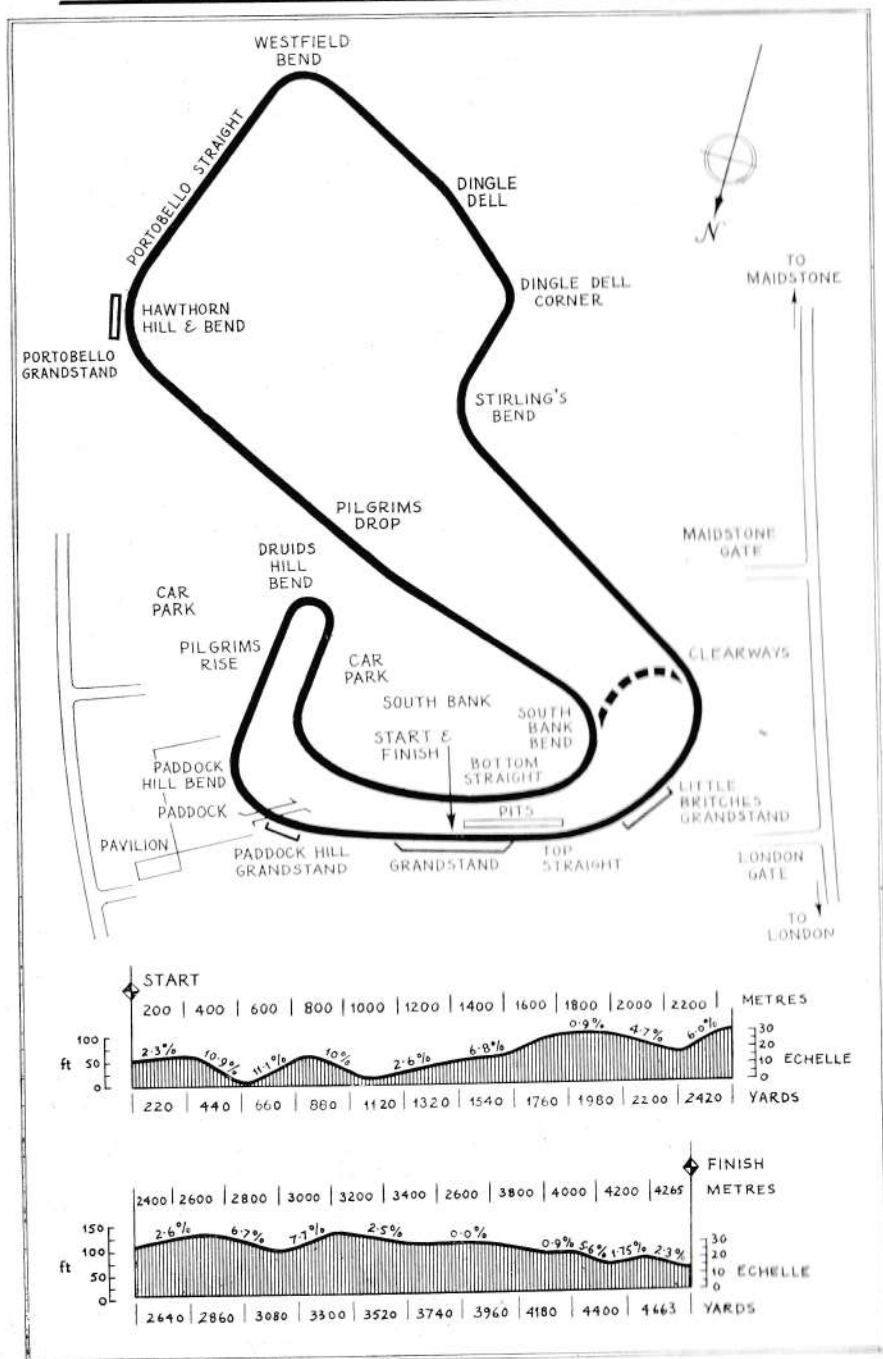 WESTFIELD
BEND
PORTOBELLO STRAIGHT
DINGLE
DELL
N
TO
MAIDSTONE
DINGLE DELL
CORNER
HAWTHORN
HILL & BEND
PORTOBELLO
GRANDSTAND
STIRLING'S
BEND
PILGRIMS
DROP
MAIDSTONE
GATE
DRUIDS
HILL
BEND
CAR
PARK
PILGRIMS
RISE
CAR
PARK
CLEARWAYS
SOUTH BANK
SOUTH
BANK
BEND
START &
FINISH
BOTTOM
STRAIGHT
PADDOCK
HILL BEND
PADDOCK
PITS
LITTLE
BRITCHES
GRANDSTAND
PAVILION
PADDOCK HILL
GRANDSTAND
GRANDSTAND
TOP
STRAIGHT
LONDON
GATE
TO
LONDON
START
200 400 600 800 1000 1200 1400 1600 1800 2000 2200 METRES
ft 100 50 0
2.3% 10.9% 11.1% 10% 2.6% 6.8% 0.9% 4.7% 6.0%
30 20 10 0 ECHELLE
220 440 660 880 1120 1320 1540 1760 1980 2200 2420 YARDS
FINISH
2400 2600 2800 3000 3200 3400 2600 3800 4000 4200 4265 METRES
ft 150 100 50 0
2.6% 6.7% 7.7% 2.5% 0.0% 0.9% 5.6% 1.75% 2.3%
30 20 10 0 ECHELLE
2640 2860 3080 3300 3520 3740 3960 4180 4400 4663 YARDS